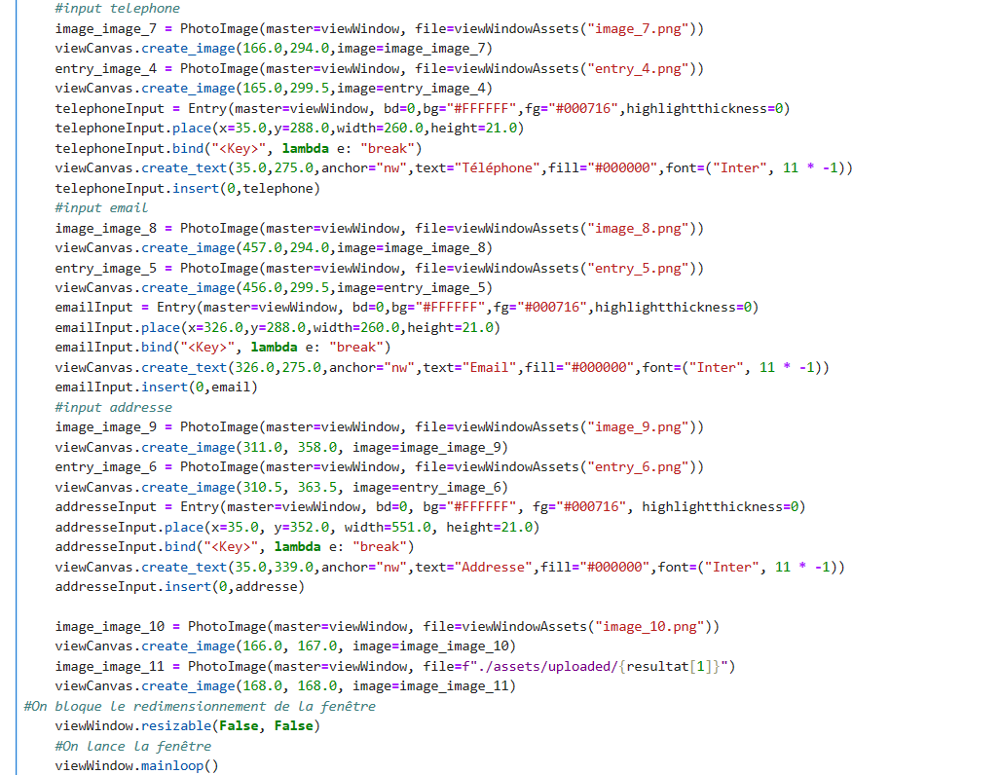 #input telephone
image_image_7 = PhotoImage(master=viewWindow, file=viewWindowAssets("image_7.png"))
viewCanvas.create_image(166.0,294.0,image=image_image_7)
entry_image_4 = PhotoImage(master=viewWindow, file=viewWindowAssets("entry_4.png"))
viewCanvas.create_image(165.0,299.5,image=entry_image_4)
telephoneInput = Entry(master=viewWindow, bd=0,bg="#FFFFFF",fg="#000716",highlightthickness=0)
telephoneInput.place(x=35.0,y=288.0,width=260.0,height=21.0)
telephoneInput.bind("<Key>", lambda e: "break")
viewCanvas.create_text(35.0,275.0,anchor="nw",text="Téléphone",fill="#000000",font=("Inter", 11 * -1))
telephoneInput.insert(0,telephone)
#input email
image_image_8 = PhotoImage(master=viewWindow, file=viewWindowAssets("image_8.png"))
viewCanvas.create_image(457.0,294.0,image=image_image_8)
entry_image_5 = PhotoImage(master=viewWindow, file=viewWindowAssets("entry_5.png"))
viewCanvas.create_image(456.0,299.5,image=entry_image_5)
emailInput = Entry(master=viewWindow, bd=0,bg="#FFFFFF",fg="#000716",highlightthickness=0)
emailInput.place(x=326.0,y=288.0,width=260.0,height=21.0)
emailInput.bind("<Key>", lambda e: "break")
viewCanvas.create_text(326.0,275.0,anchor="nw",text="Email",fill="#000000",font=("Inter", 11 * -1))
emailInput.insert(0,email)
#input addresse
image_image_9 = PhotoImage(master=viewWindow, file=viewWindowAssets("image_9.png"))
viewCanvas.create_image(311.0, 358.0, image=image_image_9)
entry_image_6 = PhotoImage(master=viewWindow, file=viewWindowAssets("entry_6.png"))
viewCanvas.create_image(310.5, 363.5, image=entry_image_6)
addresseInput = Entry(master=viewWindow, bd=0, bg="#FFFFFF", fg="#000716", highlightthickness=0)
addresseInput.place(x=35.0, y=352.0, width=551.0, height=21.0)
addresseInput.bind("<Key>", lambda e: "break")
viewCanvas.create_text(35.0,339.0,anchor="nw",text="Addresse",fill="#000000",font=("Inter", 11 * -1))
addresseInput.insert(0,addresse)
image_image_10 = PhotoImage(master=viewWindow, file=viewWindowAssets("image_10.png"))
viewCanvas.create_image(166.0, 167.0, image=image_image_10)
image_image_11 = PhotoImage(master=viewWindow, file=f"./assets/uploaded/{resultat[1]}")
viewCanvas.create_image(168.0, 168.0, image=image_image_11)
#On bloque le redimensionnement de la fenêtre
viewWindow.resizable(False, False)
#On lance la fenêtre
viewWindow.mainloop()